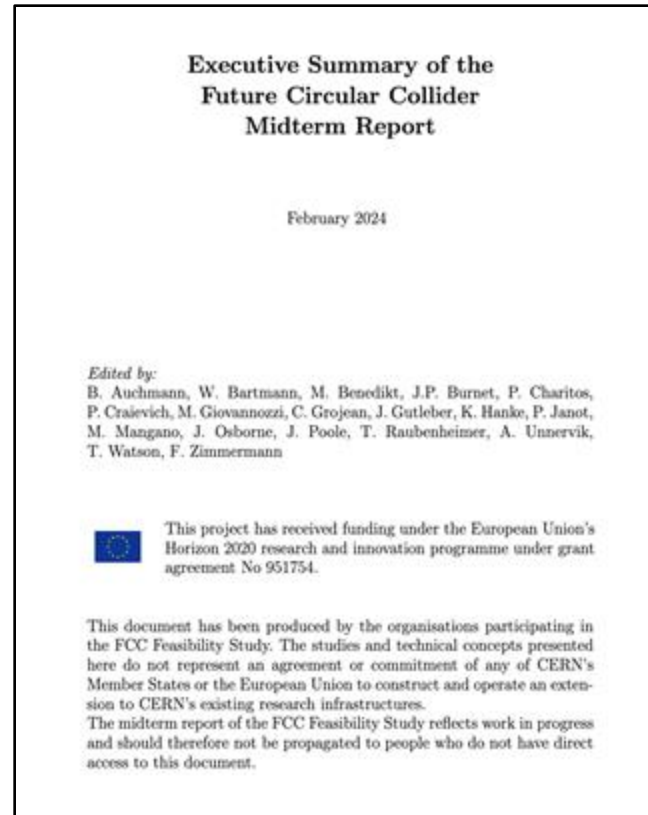 Executive Summary of the
Future Circular Collider
Midterm Report
February 2024
Edited by:
B. Auchmann, W. Bartmann, M. Benedikt, J.P. Burnet, P. Charitos,
P. Craievich, M. Giovannozzi, C. Grojean, J. Gutleber, K. Hanke, P. Janot,
M. Mangano, J. Osborne, J. Poole, T. Raubenheimer, A. Unnervik,
T. Watson, F. Zimmermann
This project has received funding under the European Union's
Horizon 2020 research and innovation programme under grant
agreement No 951754.
This document has been produced by the organisations participating in
the FCC Feasibility Study. The studies and technical concepts presented
here do not represent an agreement or commitment of any of CERN's
Member States or the European Union to construct and operate an exten-
sion to CERN's existing research infrastructures.
The midterm report of the FCC Feasibility Study reflects work in progress
and should therefore not be propagated to people who do not have direct
access to this document.